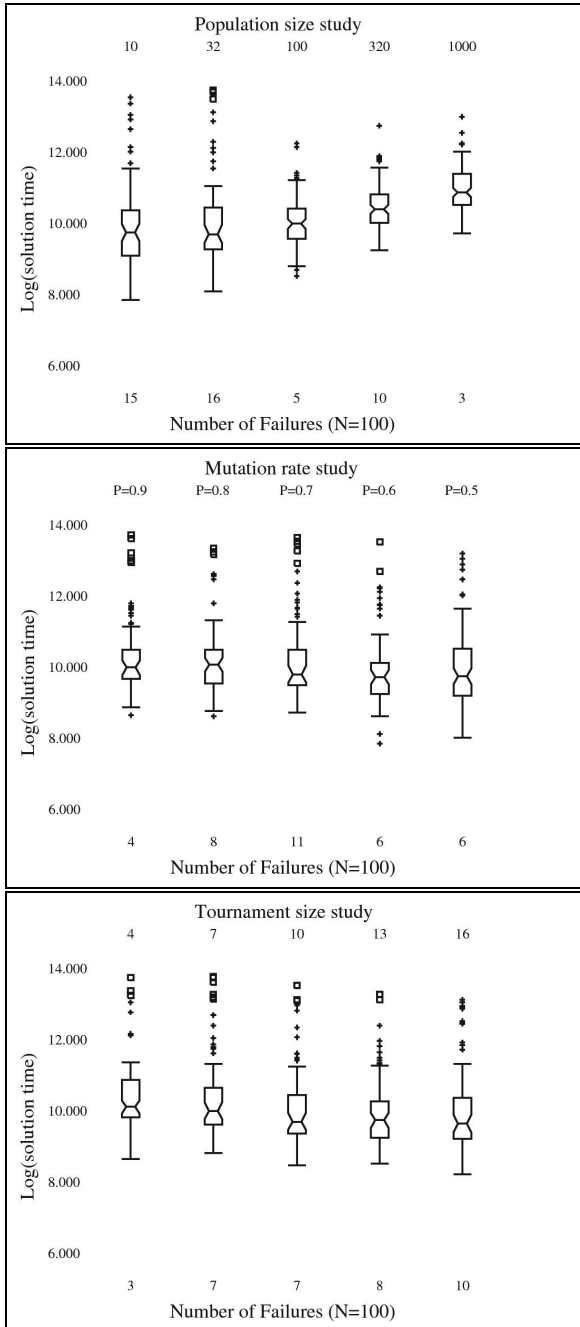 Population size study
10 32 100 320 1000
14.000
12.000
10.000
8.000
6.000
Log(solution time)
15 16 5 10 3
Number of Failures (N=100)
Mutation rate study
P=0.9 P=0.8 P=0.7 P=0.6 P=0.5
14.000
12.000
10.000
8.000
6.000
Log(solution time)
4 8 11 6 6
Number of Failures (N=100)
Tournament size study
4 7 10 13 16
14.000
12.000
10.000
8.000
6.000
Log(solution time)
3 7 7 8 10
Number of Failures (N=100)